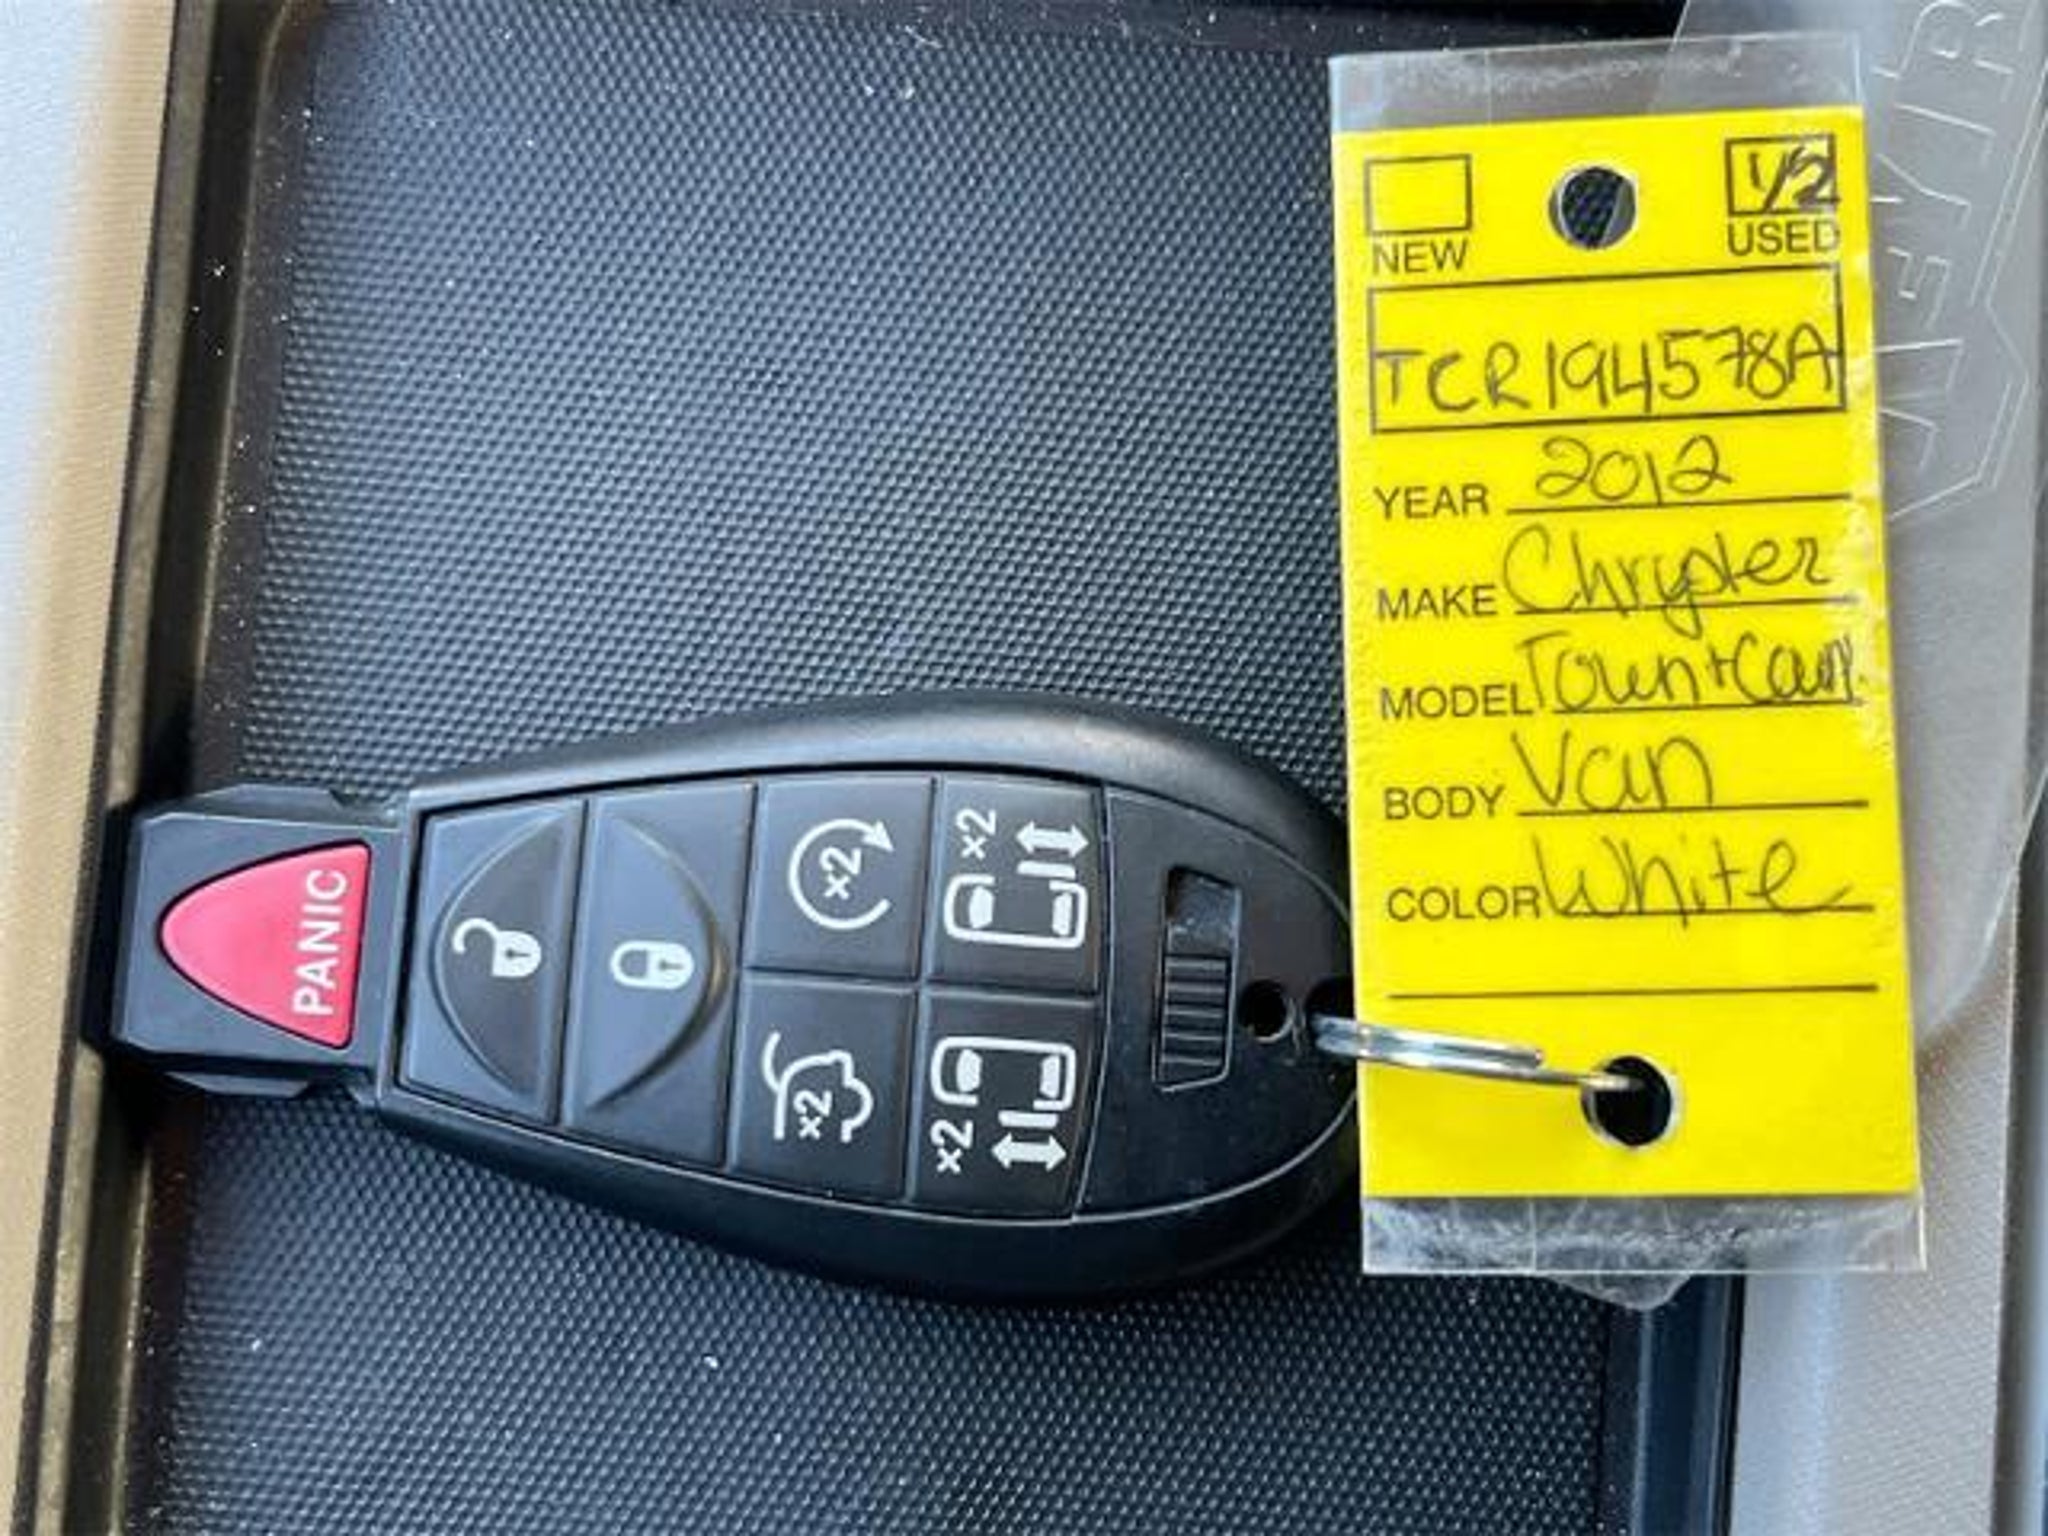 NEW
1/2
USED
TCR194578A
YEAR 2012
MAKE Chrysler
MODEL Town+Coun
BODY Van
COLOR White
PANIC
x2
x2
x2
x2